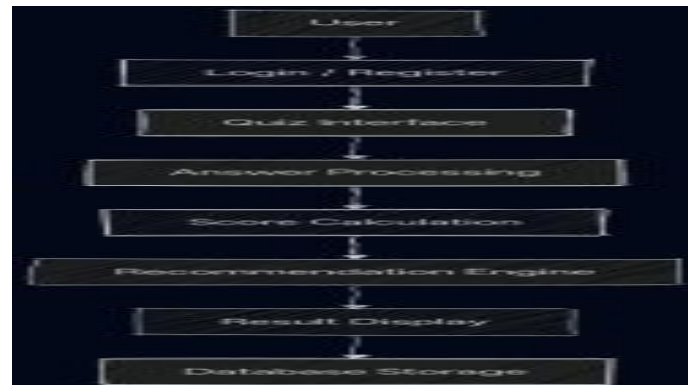 User
Login / Register
Quiz Interface
Answer Processing
Score Calculation
Recommendation Engine
Result Display
Database Storage